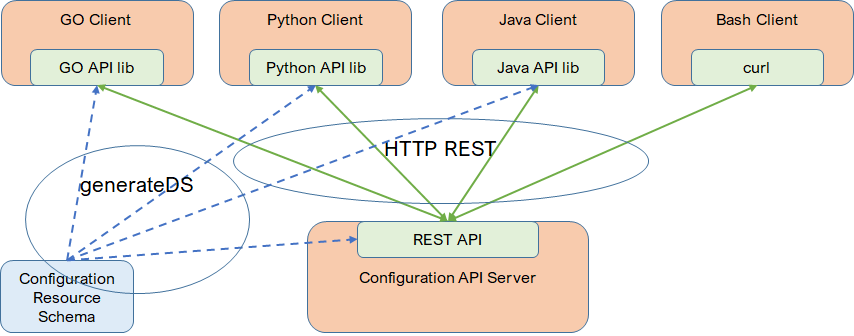 GO Client
Python Client
Java Client
Bash Client
GO API lib
Python API lib
Java API lib
curl
HTTP REST
generateDS
REST API
Configuration API Server
Configuration
Resource
Schema